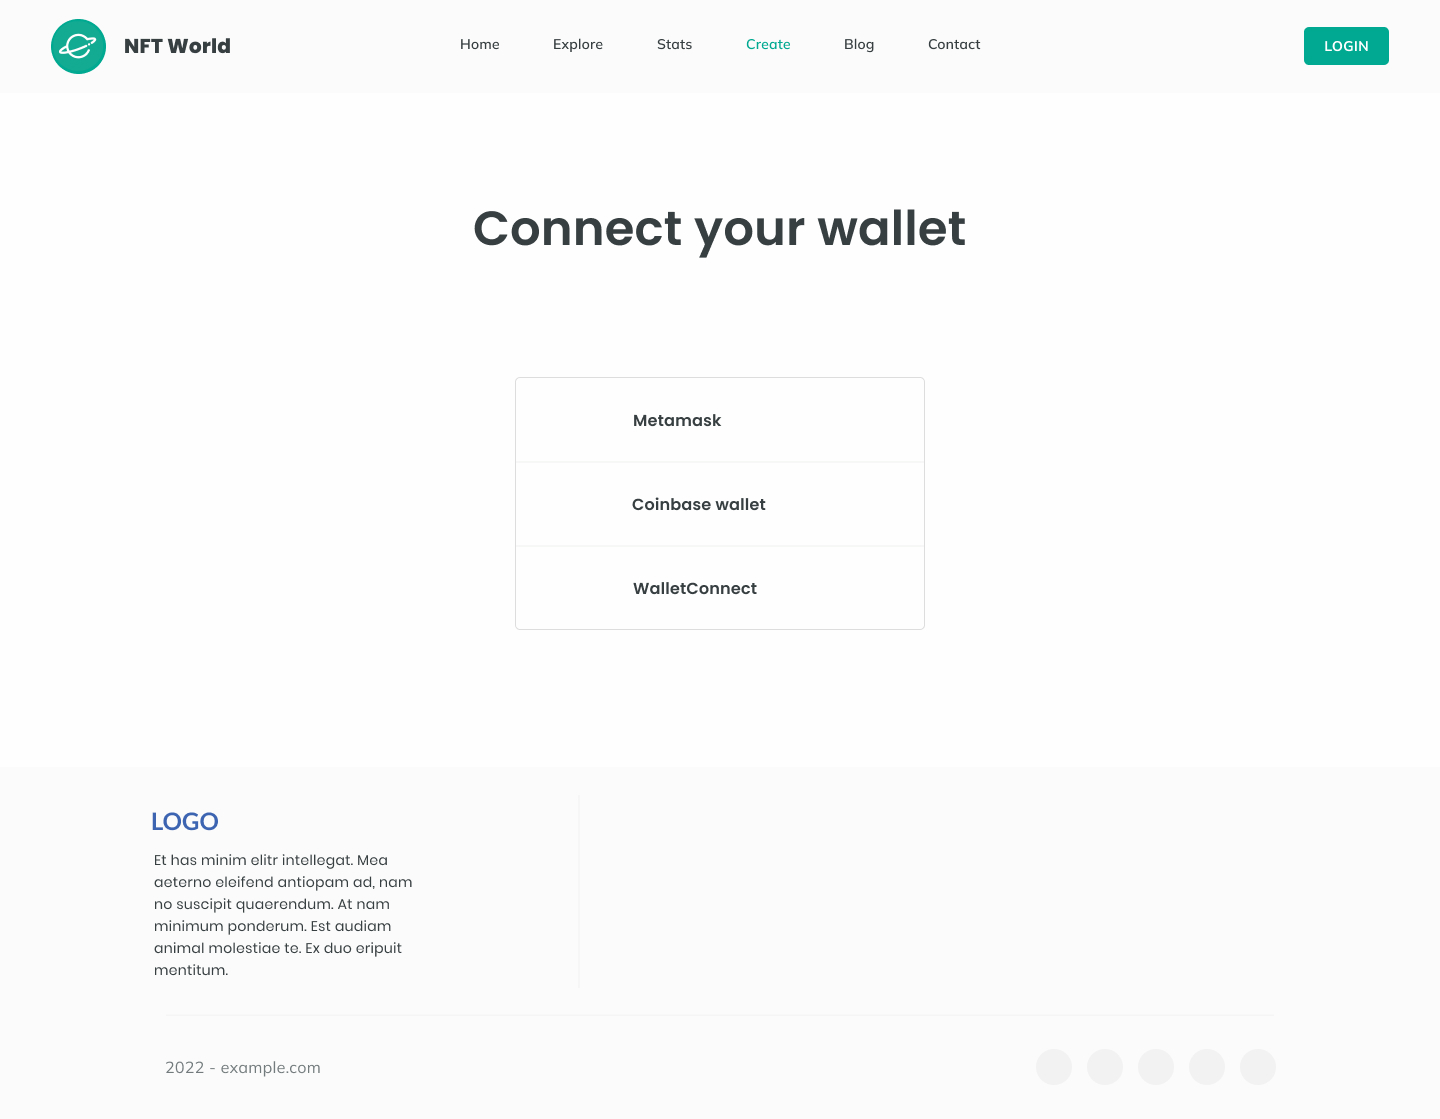 NFT World
Home Explore Stats Create Blog Contact
LOGIN
Connect your wallet
Metamask
Coinbase wallet
WalletConnect
LOGO
Et has minim elitr intellegat. Mea
aeterno eleifend antiopam ad, nam
no suscipit quaerendum. At nam
minimum ponderum. Est audiam
animal molestiae te. Ex duo eripuit
mentitum.
2022 - example.com